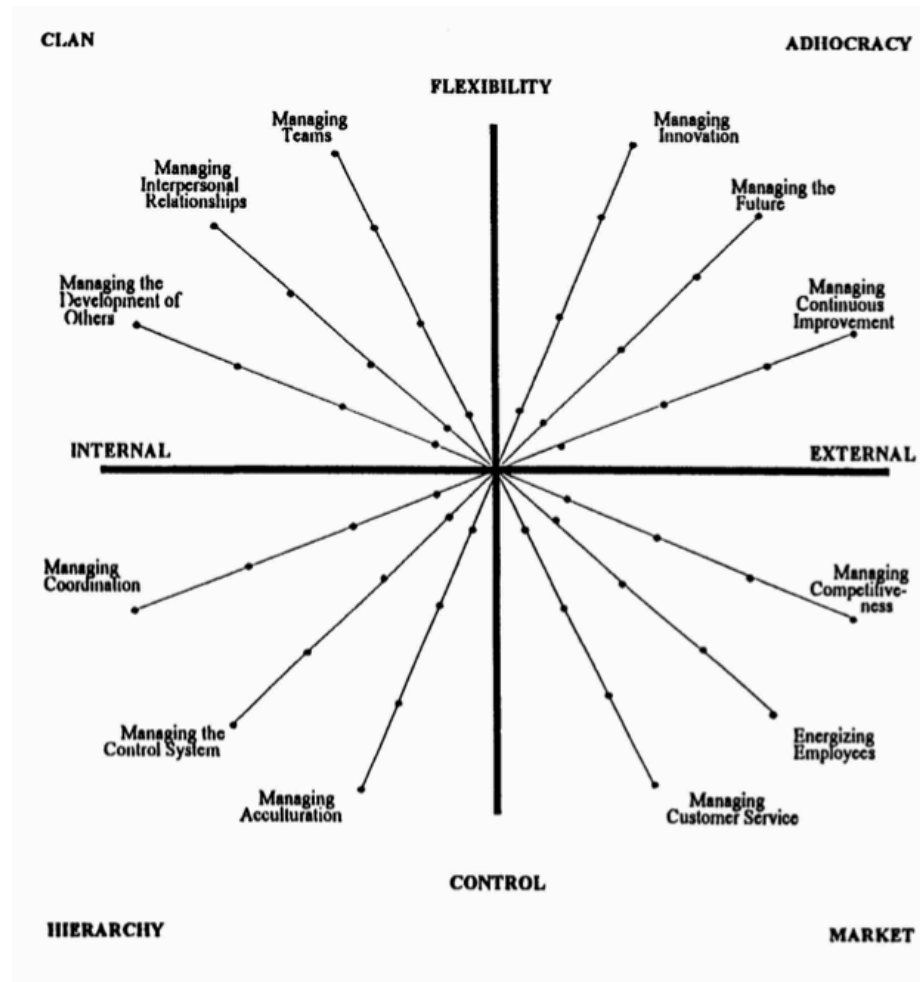 CLAN
ADHOCRACY
FLEXIBILITY
Managing
Teams
Managing
Innovation
Managing
Interpersonal
Relationships
Managing the
Future
Managing the
Development of
Others
Managing
Continuous
Improvement
INTERNAL
EXTERNAL
Managing
Coordination
Managing
Competitive-
ness
Managing the
Control System
Energizing
Employees
Managing
Acculturation
Managing
Customer Service
CONTROL
HIERARCHY
MARKET